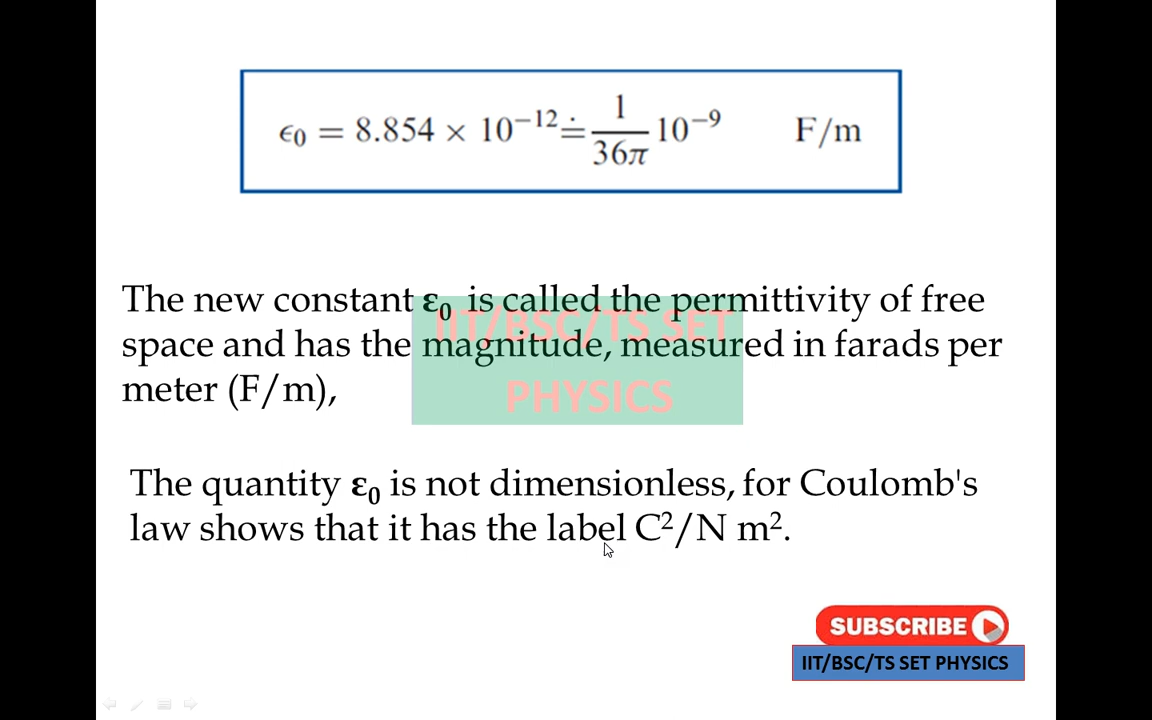 ϵ₀ = 8.854 × 10⁻¹² ≐ 1/36π 10⁻⁹ F/m
The new constant ε₀ is called the permittivity of free
space and has the magnitude, measured in farads per
meter (F/m),
IIT/BSC/TS SET
PHYSICS
The quantity ε₀ is not dimensionless, for Coulomb's
law shows that it has the label C²/N m².
SUBSCRIBE
IIT/BSC/TS SET PHYSICS